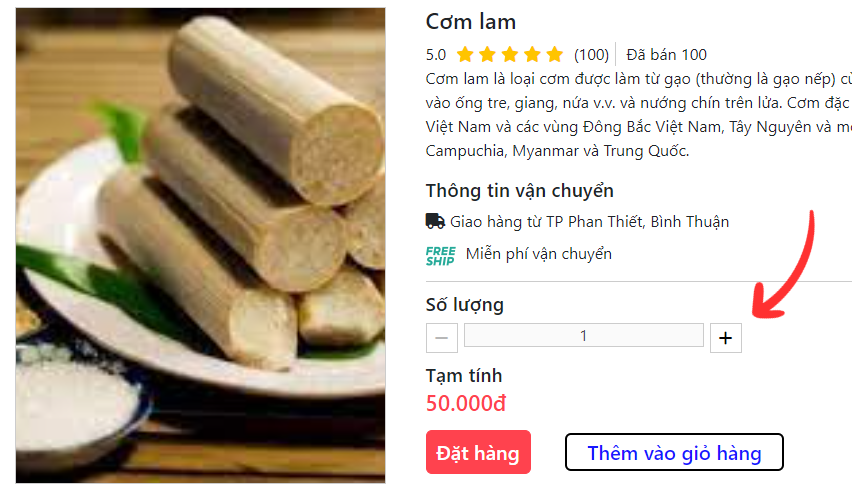 Cơm lam
5.0 (100) Đã bán 100
Cơm lam là loại cơm được làm từ gạo (thường là gạo nếp)
vào ống tre, giang, nứa v.v. và nướng chín trên lửa. Cơm đặc
Việt Nam và các vùng Đông Bắc Việt Nam, Tây Nguyên và
Campuchia, Myanmar và Trung Quốc.
Thông tin vận chuyển
Giao hàng từ TP Phan Thiết, Bình Thuận
FREE
SHIP
Miễn phí vận chuyển
Số lượng
− 1 +
Tạm tính
50.000đ
Đặt hàng
Thêm vào giỏ hàng